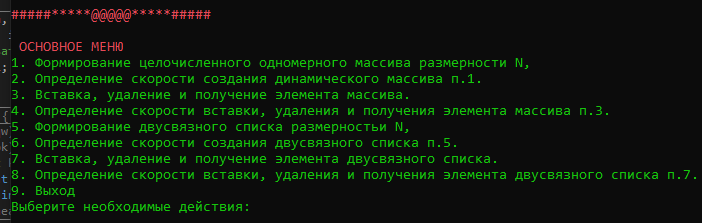 #####*****@@@@@*****#####
ОСНОВНОЕ МЕНЮ
1. Формирование целочисленного одномерного массива размерности N,
2. Определение скорости создания динамического массива п.1.
3. Вставка, удаление и получение элемента массива.
4. Определение скорости вставки, удаления и получения элемента массива п.3.
5. Формирование двусвязного списка размерностьи N,
6. Определение скорости создания двусвязного списка п.5.
7. Вставка, удаление и получение элемента двусвязного списка.
8. Определение скорости вставки, удаления и получения элемента двусвязного списка п.7.
9. Выход
Выберите необходимые действия: